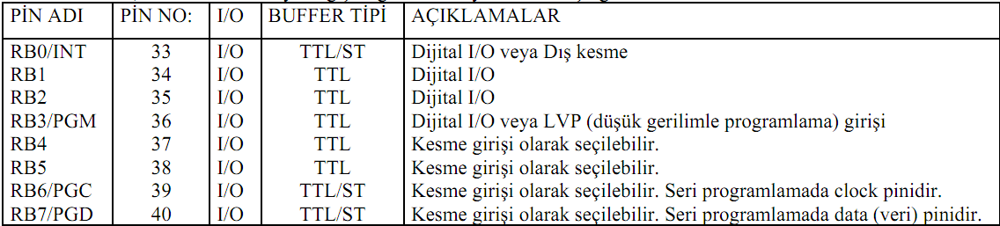 PİN ADI PİN NO: I/O BUFFER TİPİ AÇIKLAMALAR
RB0/INT 33 I/O TTL/ST Dijital I/O veya Dış kesme
RB1 34 I/O TTL Dijital I/O
RB2 35 I/O TTL Dijital I/O
RB3/PGM 36 I/O TTL Dijital I/O veya LVP (düşük gerilimle programlama) girişi
RB4 37 I/O TTL Kesme girişi olarak seçilebilir.
RB5 38 I/O TTL Kesme girişi olarak seçilebilir.
RB6/PGC 39 I/O TTL/ST Kesme girişi olarak seçilebilir. Seri programlamada clock pinidir.
RB7/PGD 40 I/O TTL/ST Kesme girişi olarak seçilebilir. Seri programlamada data (veri) pinidir.